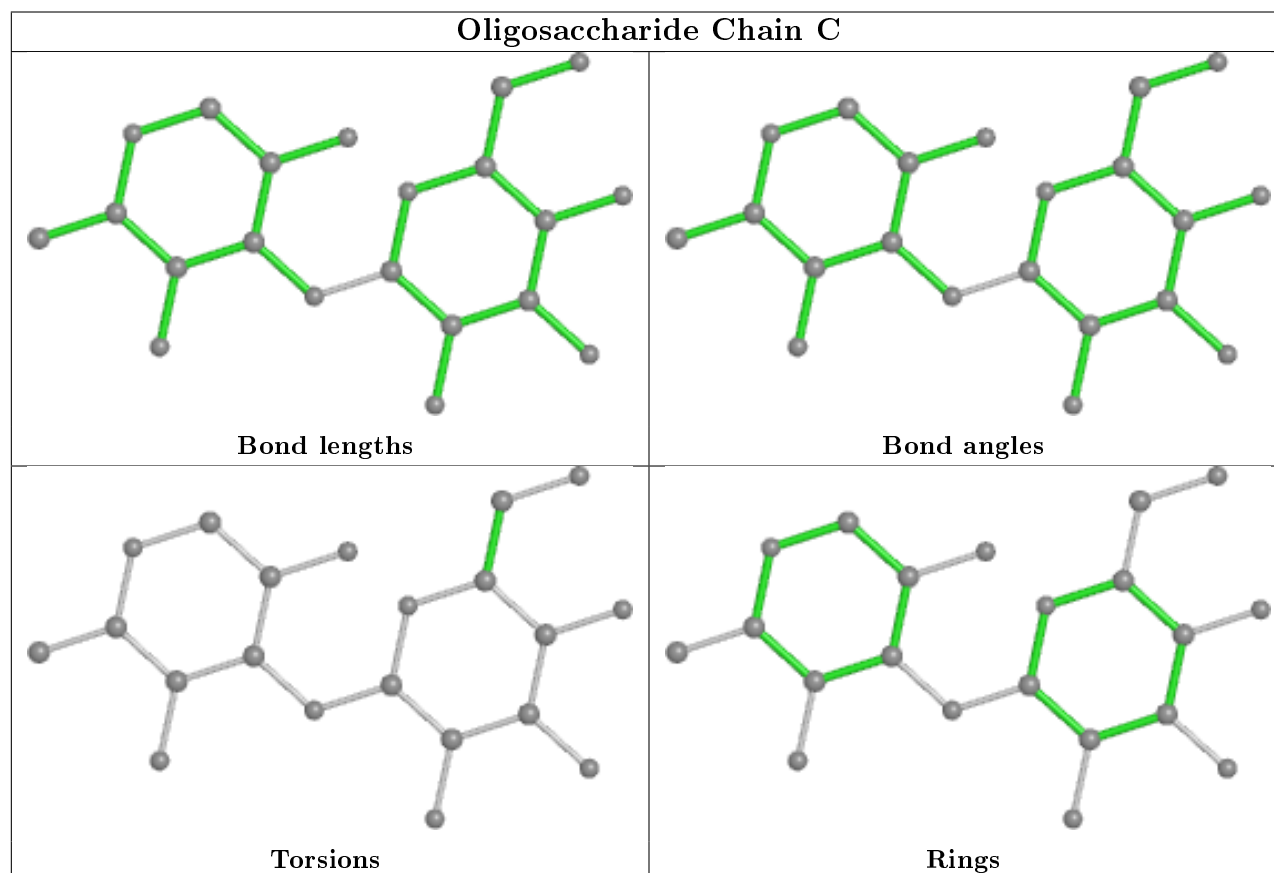 Oligosaccharide Chain C
Bond lengths
Bond angles
Torsions
Rings